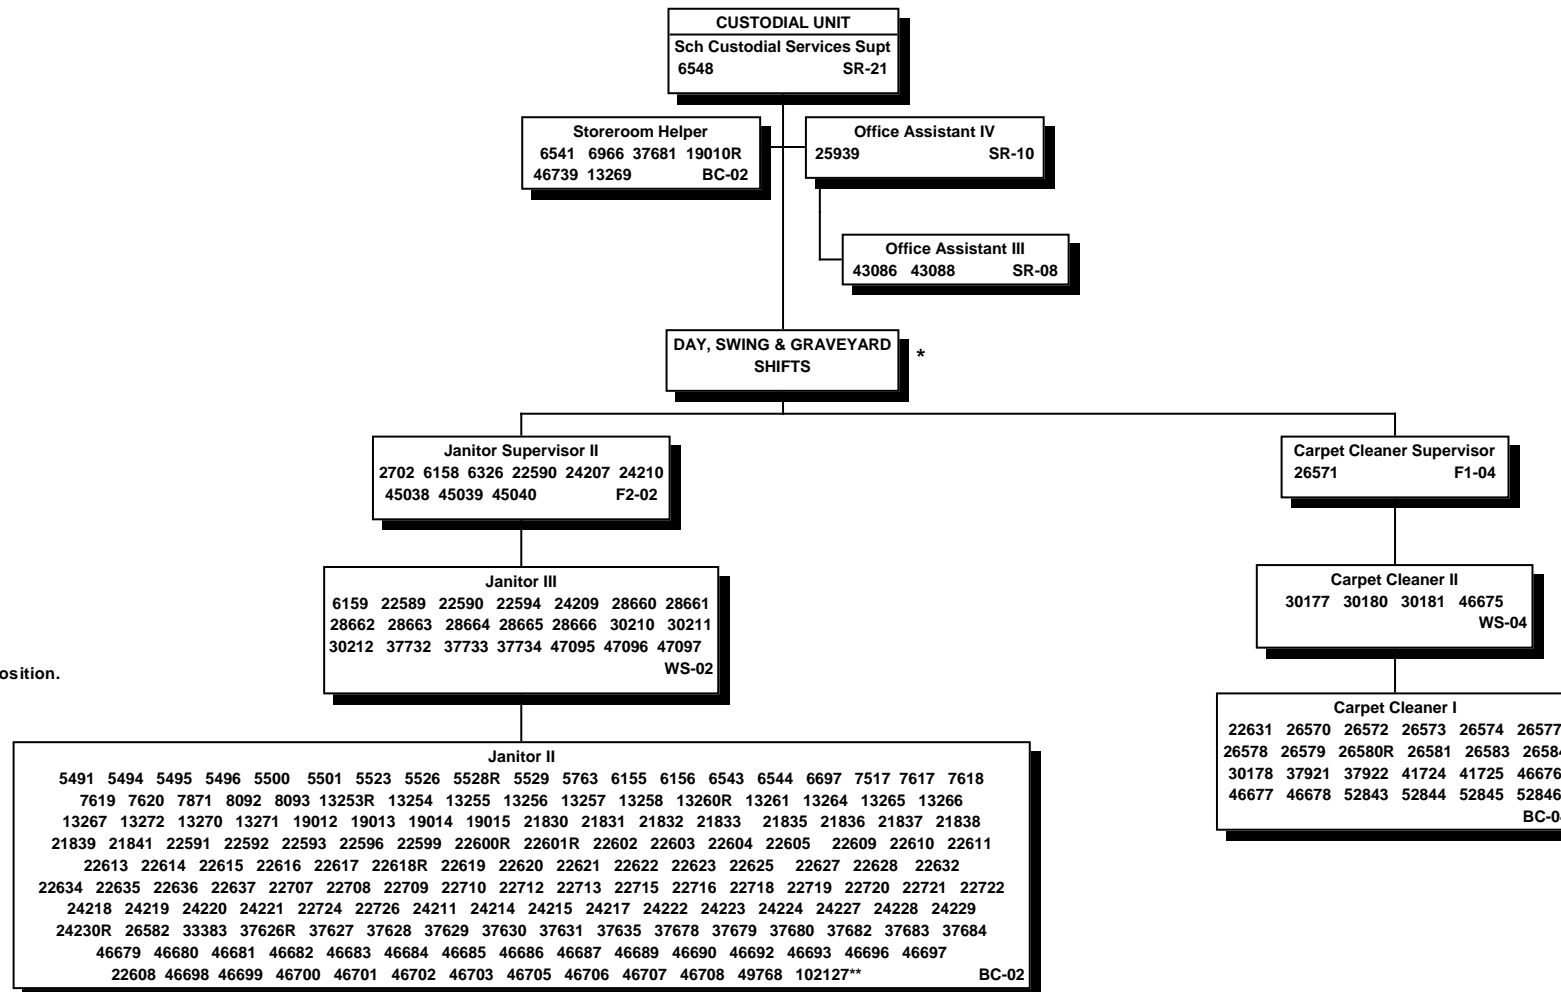 CUSTODIAL UNIT
Sch Custodial Services Supt
6548 SR-21
Storeroom Helper
6541 6966 37681 19010R
46739 13269 BC-02
Office Assistant IV
25939 SR-10
Office Assistant III
43086 43088 SR-08
DAY, SWING & GRAVEYARD
SHIFTS
*
Janitor Supervisor II
2702 6158 6326 22590 24207 24210
45038 45039 45040 F2-02
Carpet Cleaner Supervisor
26571 F1-04
Janitor III
6159 22589 22590 22594 24209 28660 28661
28662 28663 28664 28665 28666 30210 30211
30212 37732 37733 37734 47095 47096 47097
WS-02
Carpet Cleaner II
30177 30180 30181 46675
WS-04
osition.
Janitor II
5491 5494 5495 5496 5500 5501 5523 5526 5528R 5529 5763 6155 6156 6543 6544 6697 7517 7617 7618
7619 7620 7871 8092 8093 13253R 13254 13255 13256 13257 13258 13260R 13261 13264 13265 13266
13267 13272 13270 13271 19012 19013 19014 19015 21830 21831 21832 21833 21835 21836 21837 21838
21839 21841 22591 22592 22593 22596 22599 22600R 22601R 22602 22603 22604 22605 22609 22610 22611
22613 22614 22615 22616 22617 22618R 22619 22620 22621 22622 22623 22625 22627 22628 22632
22634 22635 22636 22637 22707 22708 22709 22710 22712 22713 22715 22716 22718 22719 22720 22721 22722
24218 24219 24220 24221 22724 22726 24211 24214 24215 24217 24222 24223 24224 24227 24228 24229
24230R 26582 33383 37626R 37627 37628 37629 37630 37631 37635 37678 37679 37680 37682 37683 37684
46679 46680 46681 46682 46683 46684 46685 46686 46687 46689 46690 46692 46693 46696 46697
22608 46698 46699 46700 46701 46702 46703 46705 46706 46707 46708 49768 102127** BC-02
Carpet Cleaner I
22631 26570 26572 26573 26574 26577
26578 26579 26580R 26581 26583 26584
30178 37921 37922 41724 41725 46676
46677 46678 52843 52844 52845 52846